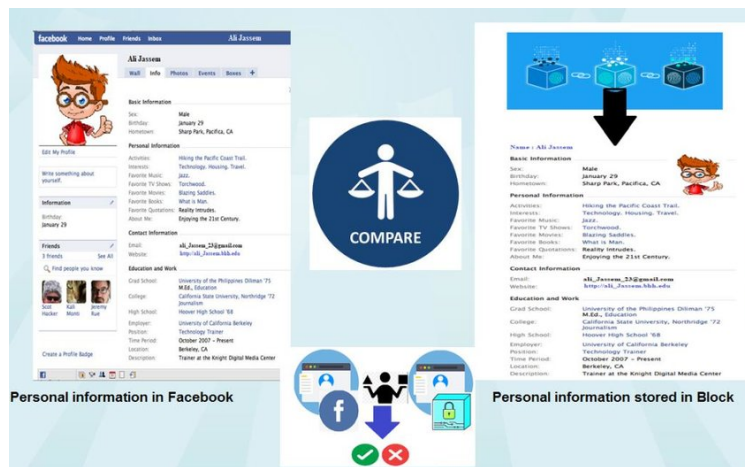 facebook Home Profile Friends Inbox Ali Jassem
Ali Jassem
Wall Info Photos Events Boxes +
Basic Information
Sex: Male
Birthday: January 29
Hometown: Sharp Park, Pacifica, CA
Personal Information
Activities: Hiking the Pacific Coast Trail.
Interests: Technology. Housing. Travel.
Favorite Music: Jazz.
Favorite TV Shows: Torchwood.
Favorite Movies: Blazing Saddles.
Favorite Books: What is Man.
Favorite Quotations: Reality Intrudes.
About Me: Enjoying the 21st Century.
Contact Information
Email: ali_Jassem_23@gmail.com
Website: http://ali_Jassem.bhh.edu
Education and Work
Grad School: University of the Philippines Diliman '75
M.Ed., Education
College: California State University, Northridge '72
Journalism
High School: Hoover High School '68
Employer: University of California Berkeley
Position: Technology Trainer
Time Period: October 2007 - Present
Location: Berkeley, CA
Description: Trainer at the Knight Digital Media Center
Edit My Profile
Write something about
yourself.
Information
Birthday:
January 29
Friends
3 friends See All
Find people you know
Scott
Hacker
Kali
Jeremy
Rue
Create a Profile Badge
Personal information in Facebook
COMPARE
f
Name : Ali Jassem
Basic Information
Sex: Male
Birthday: January 29
Hometown: Sharp Park, Pacifica, CA
Personal Information
Activities: Hiking the Pacific Coast Trail.
Interests: Technology. Housing. Travel.
Favorite Music: Jazz.
Favorite TV Shows: Torchwood.
Favorite Movies: Blazing Saddles.
Favorite Books: What is Man.
Favorite Quotations: Reality Intrudes.
About Me: Enjoying the 21st Century.
Contact Information
Email: ali_Jassem_23@gmail.com
Website: http://ali_Jassem.bhh.edu
Education and Work
Grad School: University of the Philippines Diliman '75
M.Ed., Education
College: California State University, Northridge '72
Journalism
High School: Hoover High School '68
Employer: University of California Berkeley
Position: Technology Trainer
Time Period: October 2007 - Present
Location: Berkeley, CA
Description: Trainer at the Knight Digital Media Center
Personal information stored in Block